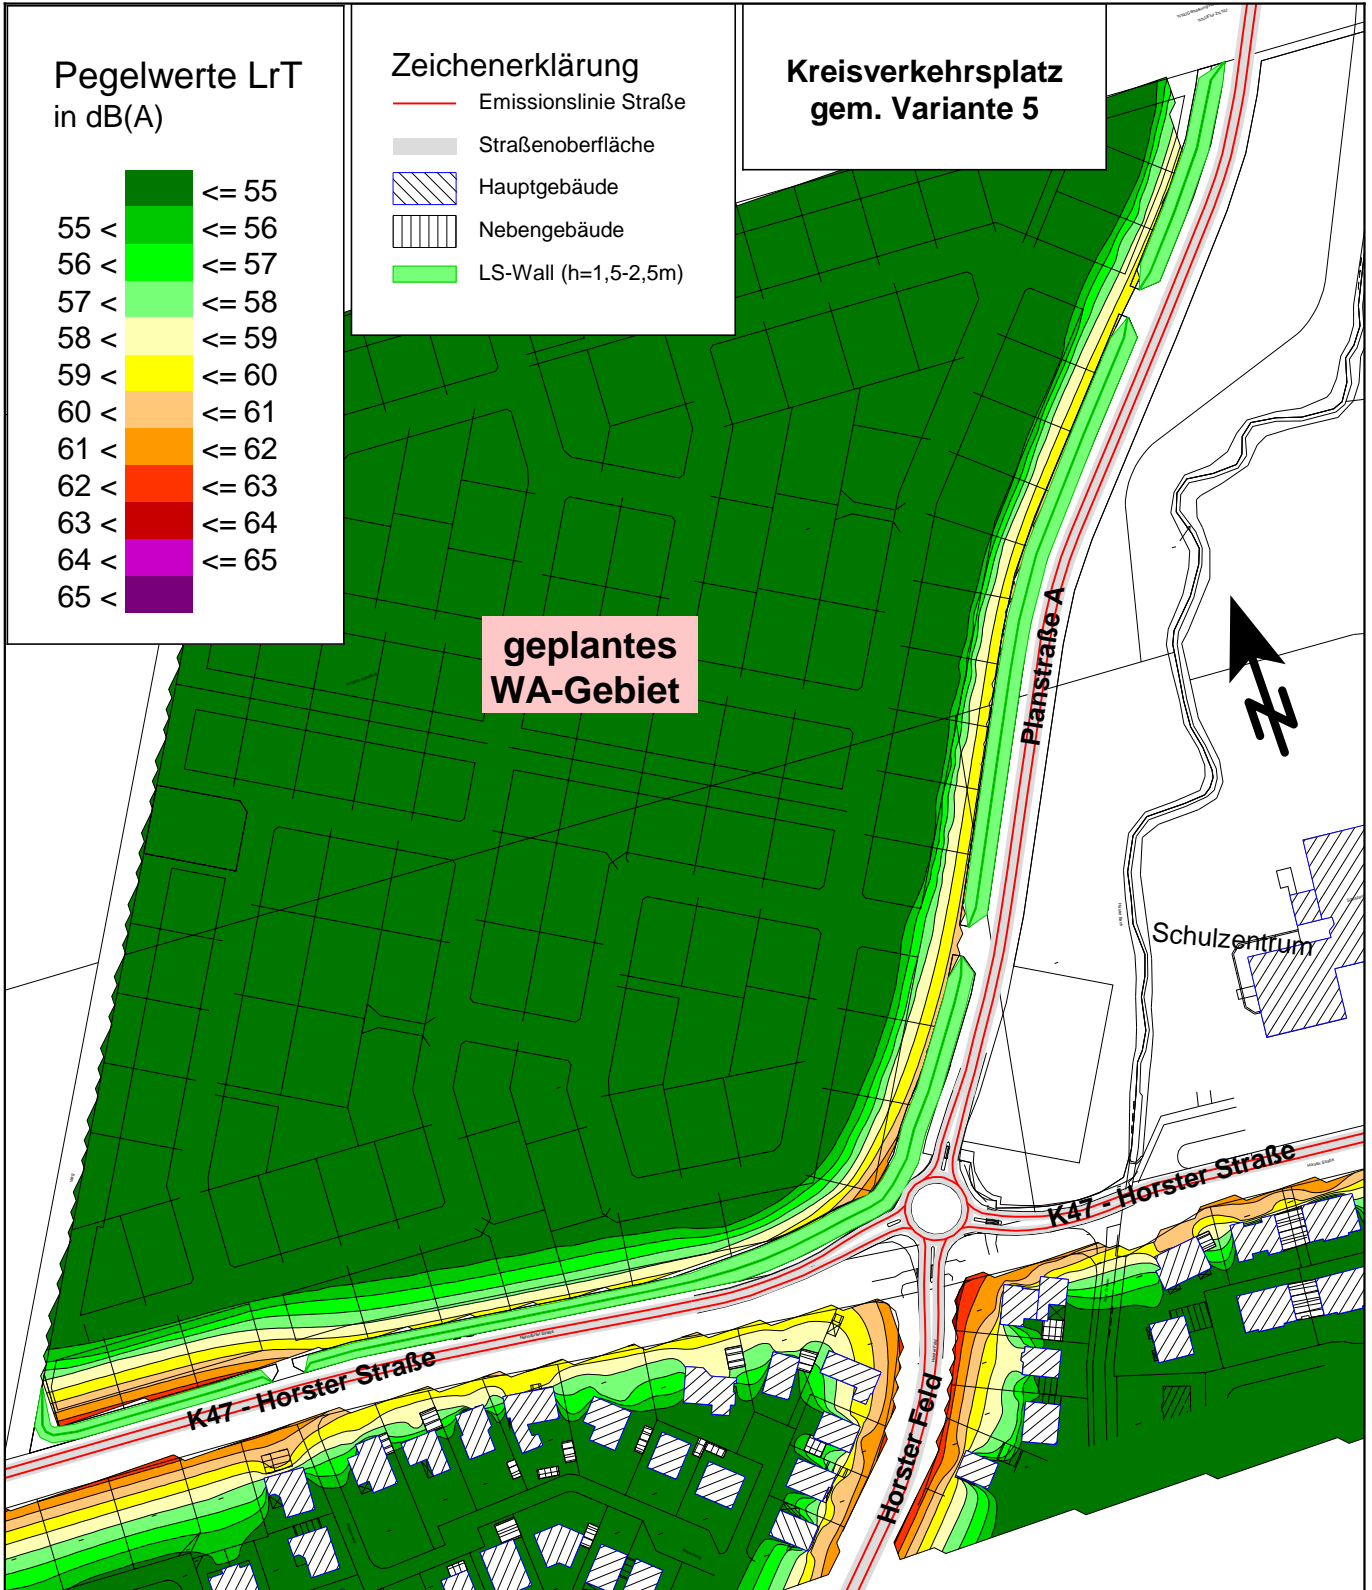 Pegelwerte LrT
in dB(A)
<= 55
55 < <= 56
56 < <= 57
57 < <= 58
58 < <= 59
59 < <= 60
60 < <= 61
61 < <= 62
62 < <= 63
63 < <= 64
64 < <= 65
65 <
Zeichenerklärung
Emissionslinie Straße
Straßenoberfläche
Hauptgebäude
Nebengebäude
LS-Wall (h=1,5-2,5m)
Kreisverkehrsplatz
gem. Variante 5
geplantes
WA-Gebiet
Planstraße A
Schulzentrum
K47 - Horster Straße
K47 - Horster Straße
Horster Feld